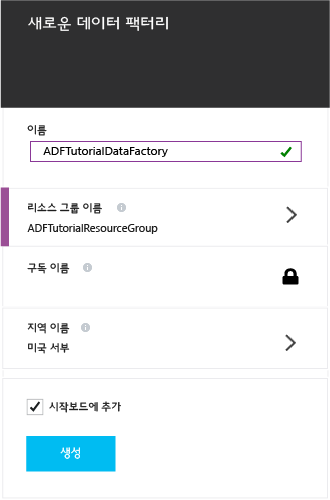 새로운 데이터 팩터리
이름
ADFTutorialDataFactory
리소스 그룹 이름
ADFTutorialResourceGroup
구독 이름
지역 이름
미국 서부
시작보드에 추가
생성